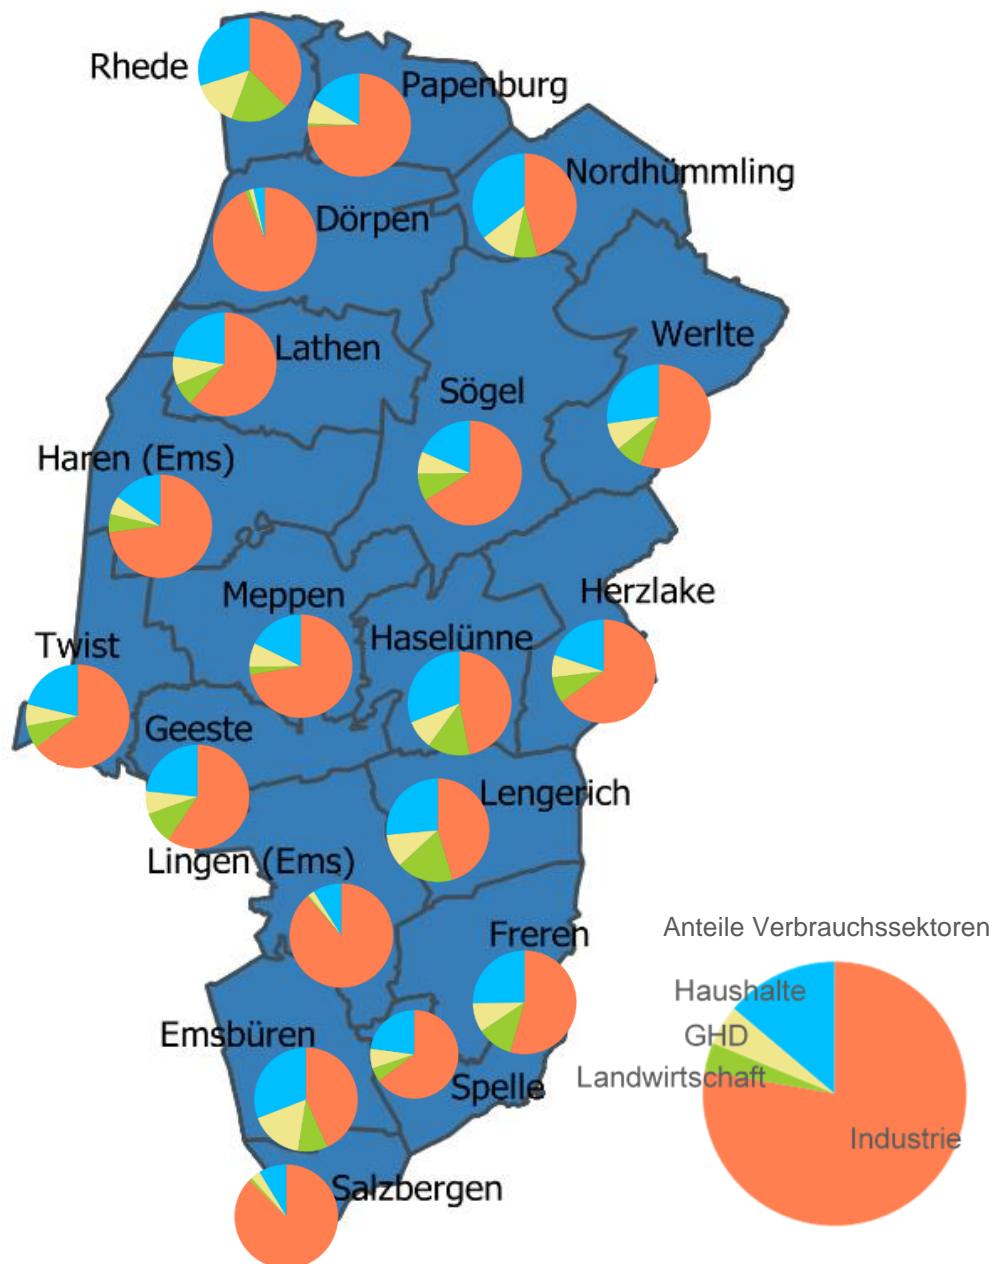 Rhede
Papenburg
Nordhümmling
Dörpen
Lathen
Werlte
Sögel
Haren (Ems)
Meppen
Herzlake
Haselünne
Twist
Geeste
Lengerich
Lingen (Ems)
Freren
Anteile Verbrauchssektoren
Haushalte
GHD
Landwirtschaft
Industrie
Emsbüren
Spelle
Salzbergen